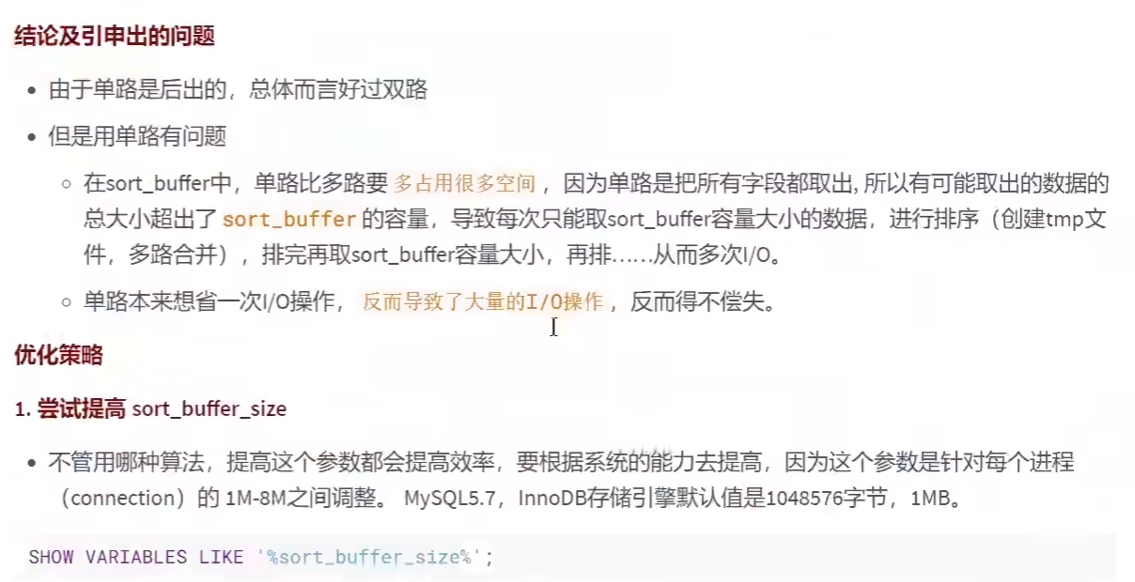 结论及引申出的问题
• 由于单路是后出的，总体而言好过双路
• 但是用单路有问题
○ 在sort_buffer中，单路比多路要 多占用很多空间 ，因为单路是把所有字段都取出, 所以有可能取出的数据的
总大小超出了 sort_buffer 的容量，导致每次只能取sort_buffer容量大小的数据，进行排序（创建tmp文
件，多路合并），排完再取sort_buffer容量大小，再排……从而多次I/O。
○ 单路本来想省一次I/O操作， 反而导致了大量的I/O操作 ，反而得不偿失。
优化策略
1. 尝试提高 sort_buffer_size
• 不管用哪种算法，提高这个参数都会提高效率，要根据系统的能力去提高，因为这个参数是针对每个进程
（connection）的 1M-8M之间调整。 MySQL5.7，InnoDB存储引擎默认值是1048576字节，1MB。
SHOW VARIABLES LIKE '%sort_buffer_size%';